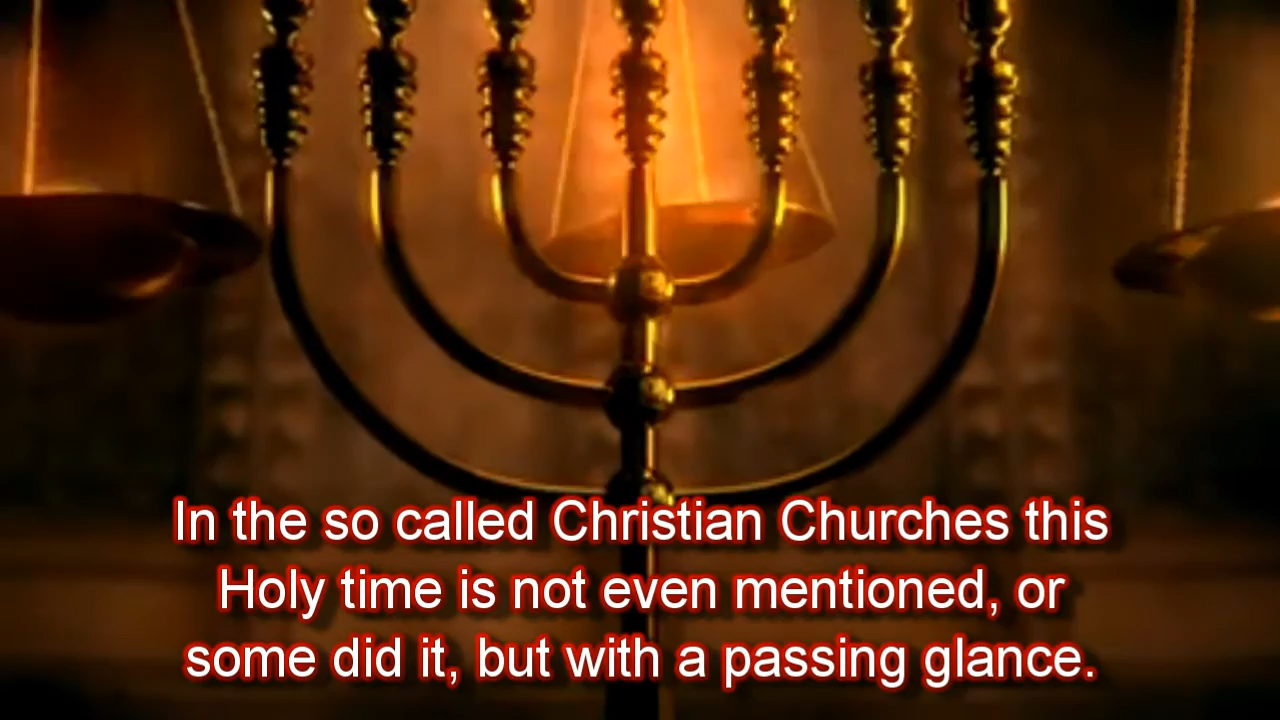 In the so called Christian Churches this
Holy time is not even mentioned, or
some did it, but with a passing glance.